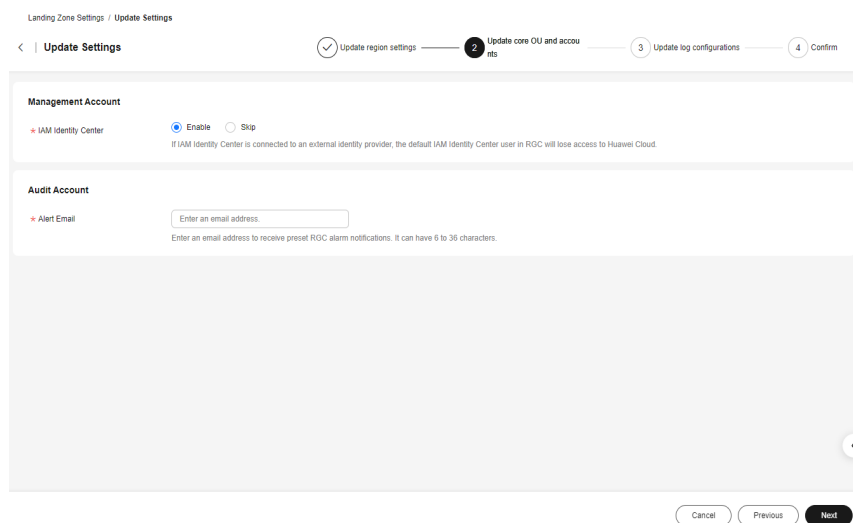 Landing Zone Settings / Update Settings
Update Settings
Update region settings
2 Update core OU and accou
nts
3 Update log configurations
4 Confirm
Management Account
* IAM Identity Center
Enable
Skip
If IAM Identity Center is connected to an external identity provider, the default IAM Identity Center user in RGC will lose access to Huawei Cloud.
Audit Account
* Alert Email
Enter an email address.
Enter an email address to receive preset RGC alarm notifications. It can have 6 to 36 characters.
Cancel
Previous
Next